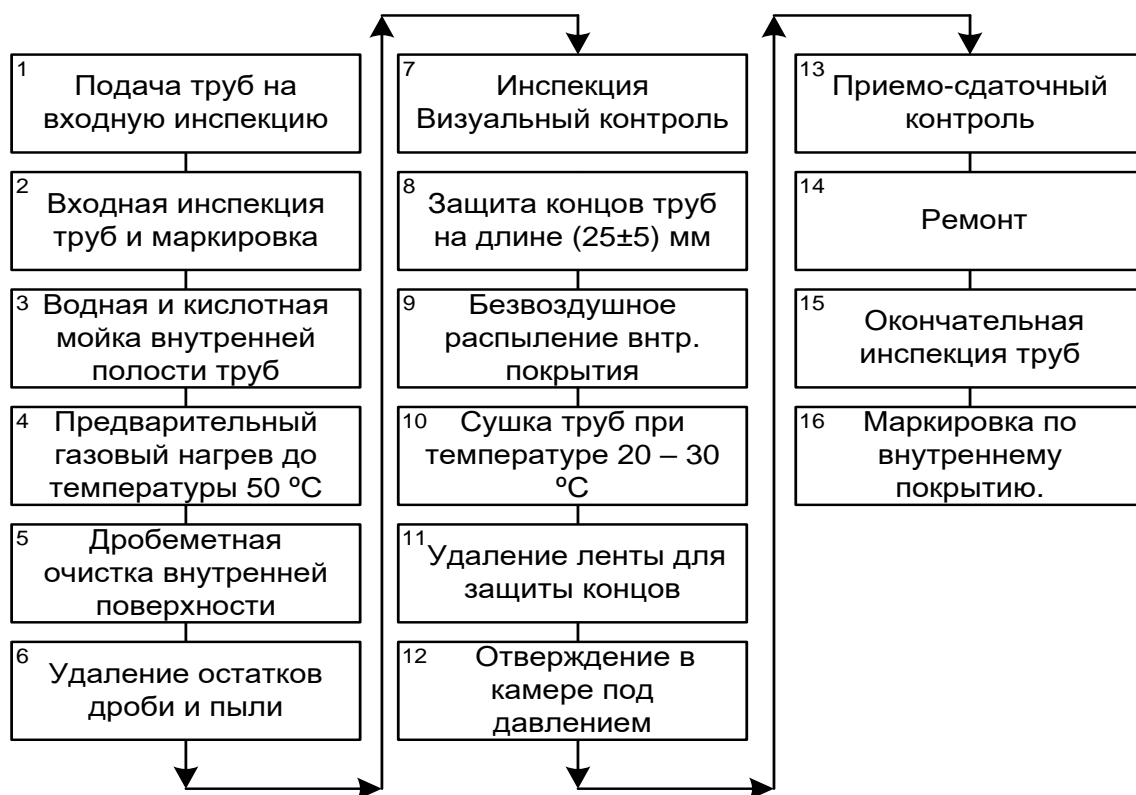 1
Подача труб на
входную инспекцию
2
Входная инспекция
труб и маркировка
3
Водная и кислотная
мойка внутренней
полости труб
4
Предварительный
газовый нагрев до
температуры 50 ºС
5
Дробеметная
очистка внутренней
поверхности
6
Удаление остатков
дроби и пыли
7
Инспекция
Визуальный контроль
8
Защита концов труб
на длине (25±5) мм
9
Безвоздушное
распыление внтр.
покрытия
10
Сушка труб при
температуре 20 – 30
ºС
11
Удаление ленты для
защиты концов
12
Отверждение в
камере под
давлением
13
Приемо-сдаточный
контроль
14
Ремонт
15
Окончательная
инспекция труб
16
Маркировка по
внутреннему
покрытию.